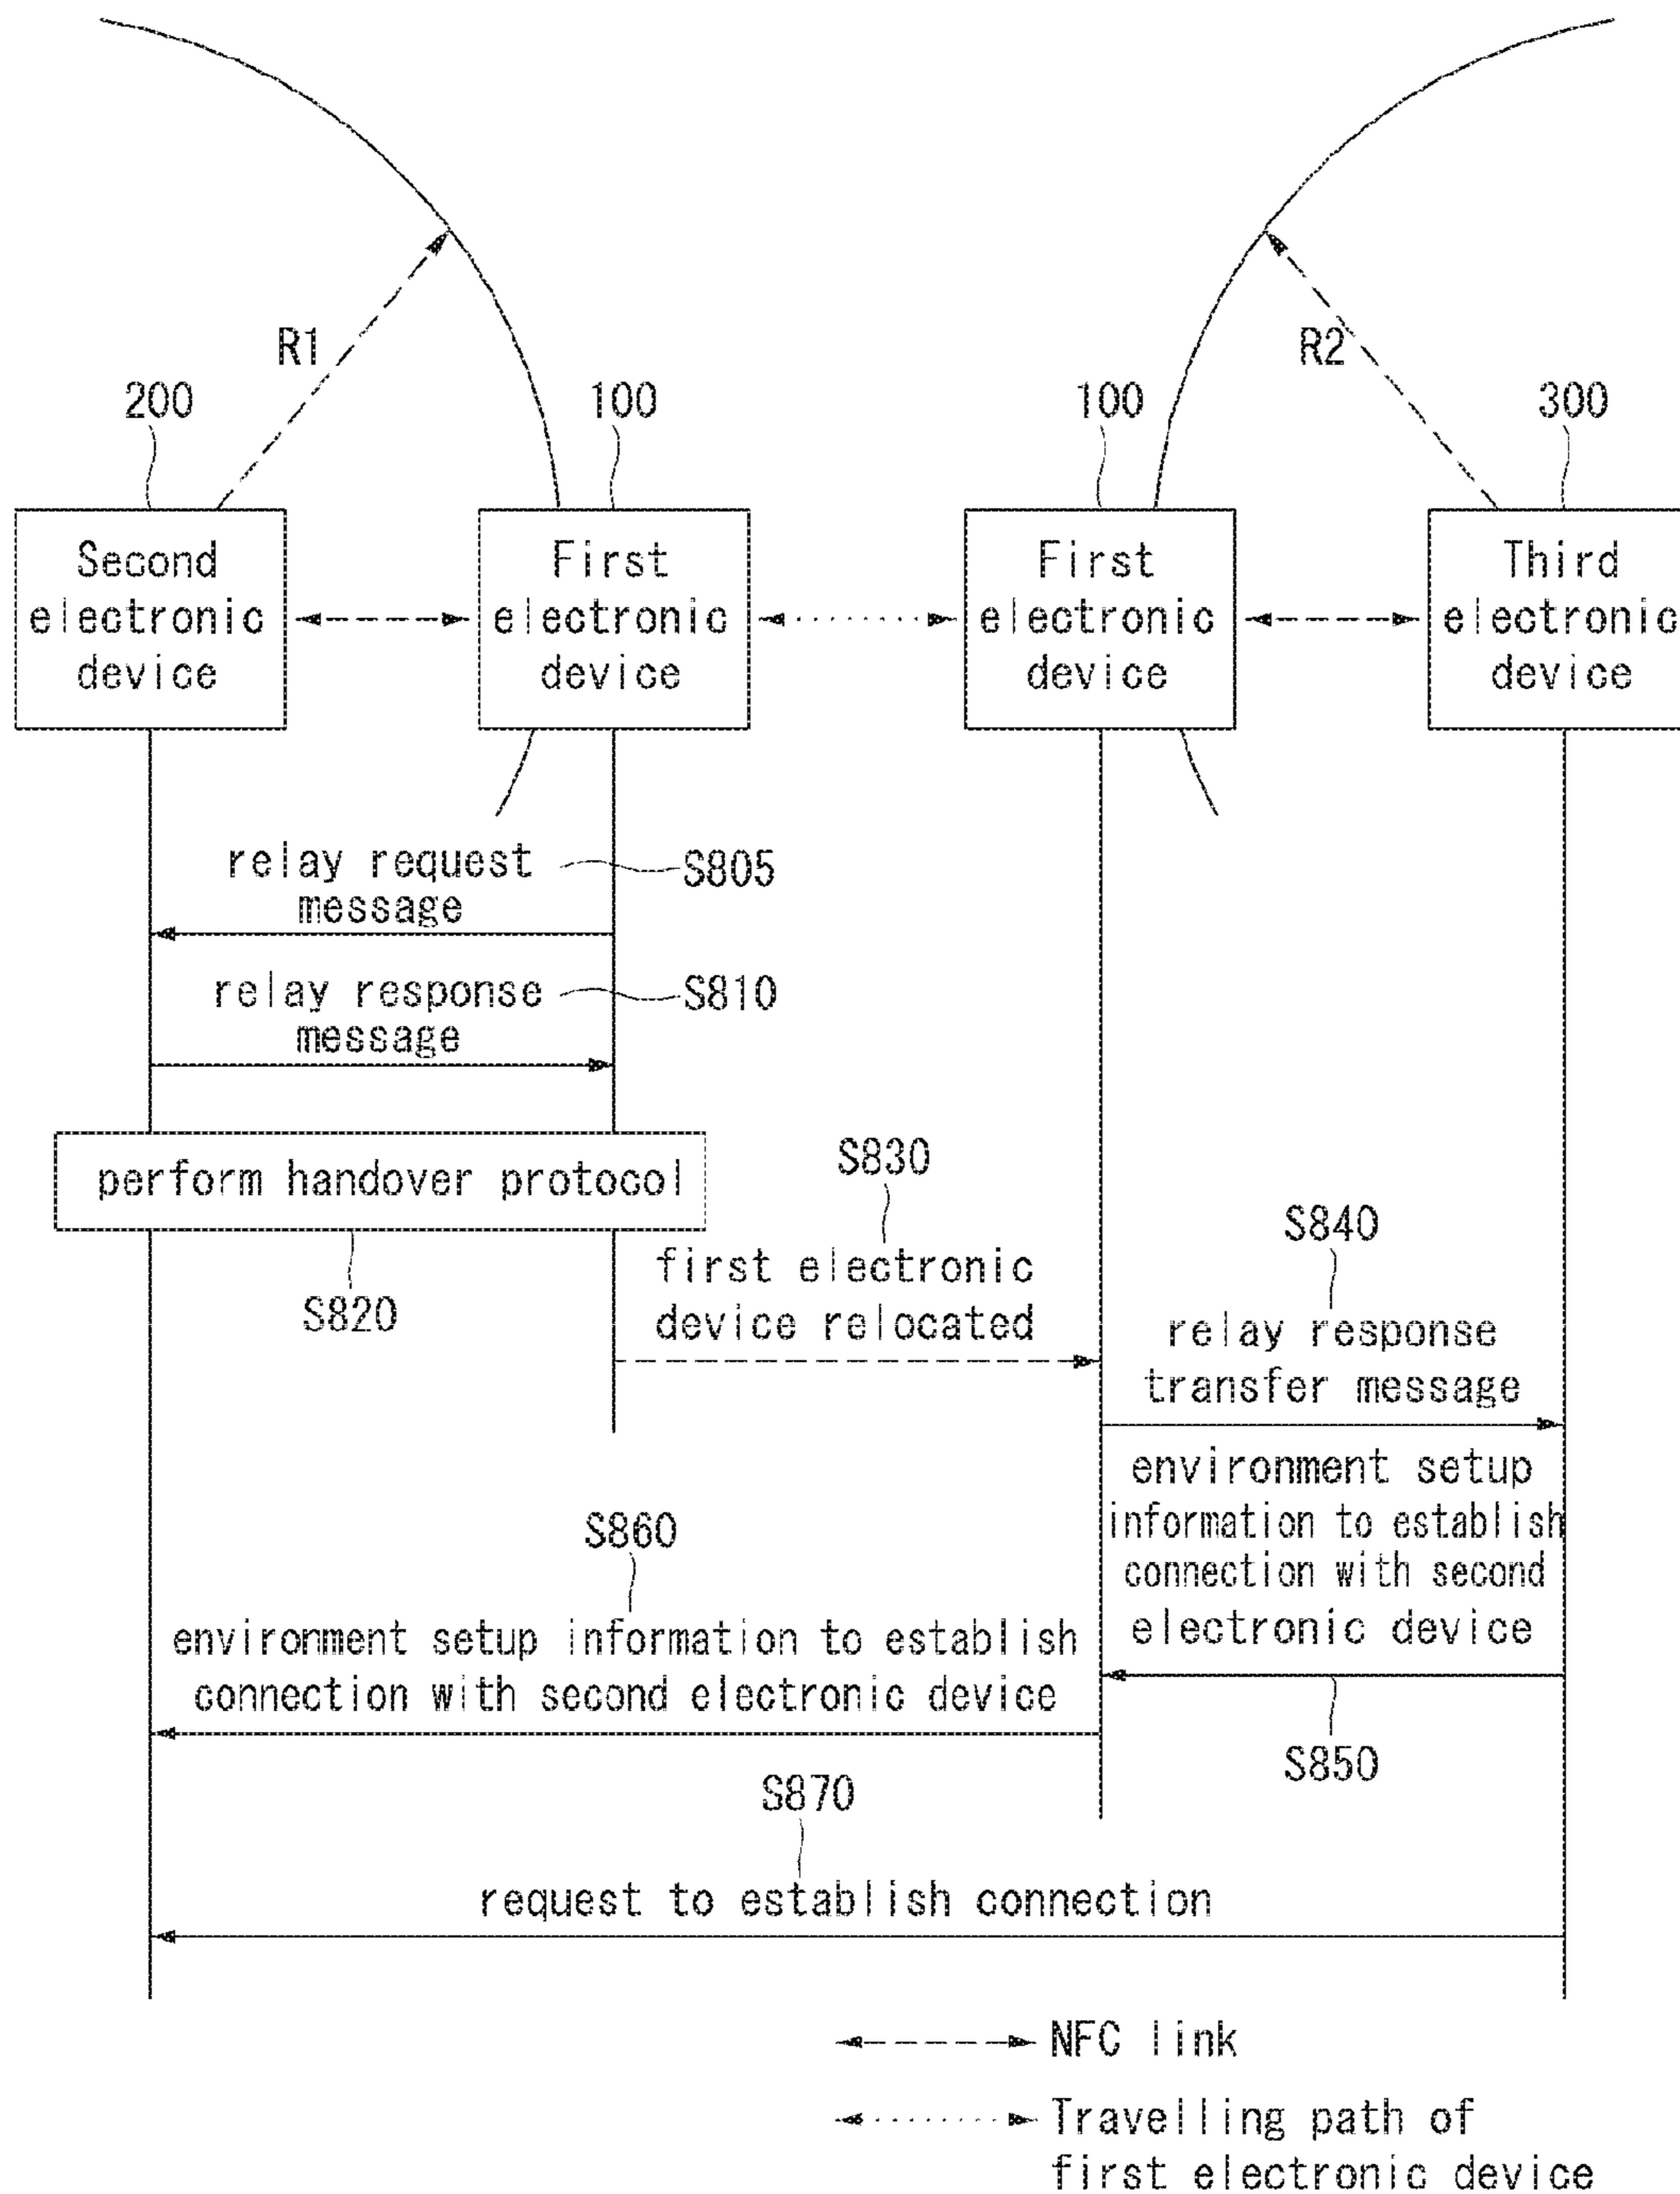 R1
R2
200
100
100
300
Second
electronic
device
First
electronic
device
First
electronic
device
Third
electronic
device
relay request
message
S805
relay response
message
S810
perform handover protocol
S820
S830
first electronic
device relocated
S840
relay response
transfer message
environment setup
information to establish
connection with second
electronic device
S850
S860
environment setup information to establish
connection with second electronic device
S870
request to establish connection
NFC link
Travelling path of
first electronic device